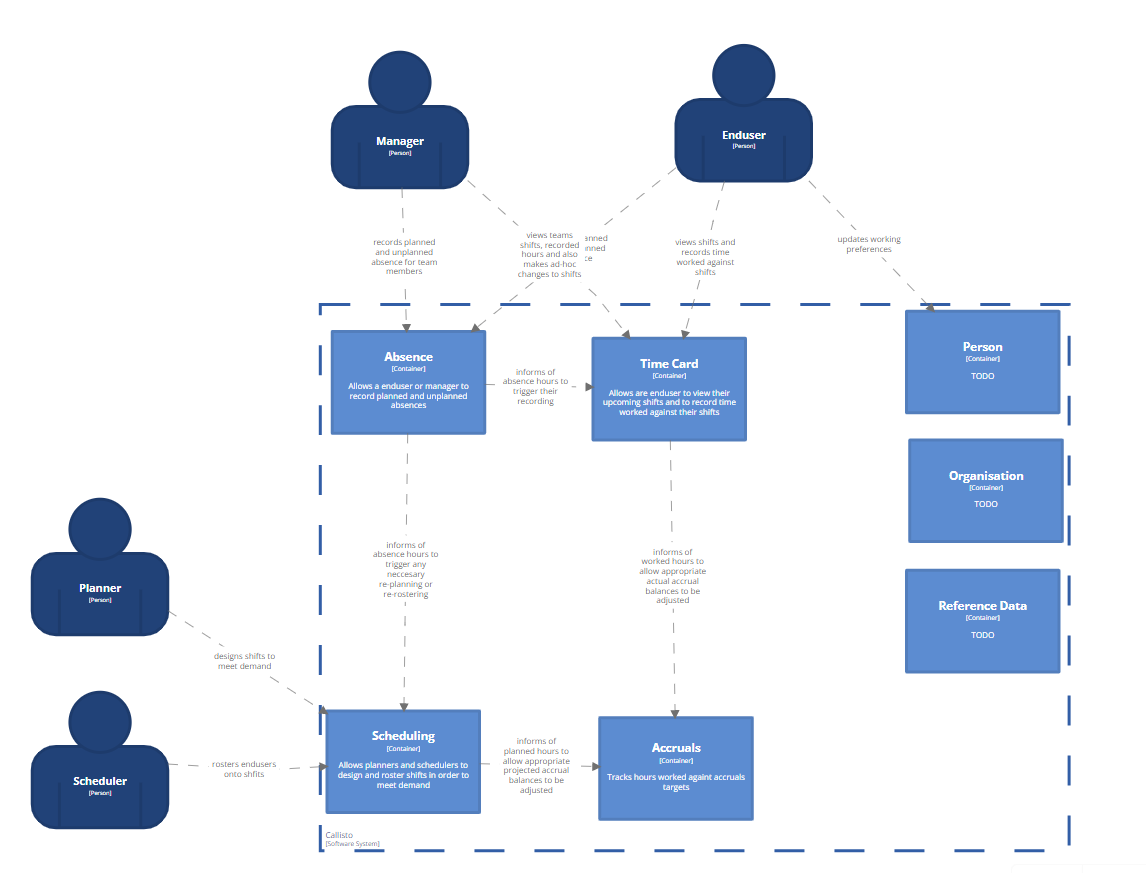 Manager
[Person]
Enduser
[Person]
records planned
and unplanned
absence for team
members
views teams
shifts, recorded
hours and also
makes ad-hoc
changes to shifts
views shifts and
records time
worked against
shifts
updates working
preferences
Absence
[Container]
Allows a enduser or manager to
record planned and unplanned
absences
informs of
absence hours to
trigger their
recording
Time Card
[Container]
Allows are enduser to view their
upcoming shifts and to record time
worked against their shifts
Person
[Container]
TODO
Organisation
[Container]
TODO
Reference Data
[Container]
TODO
informs of
absence hours to
trigger any
neccesary
re-planning or
re-rostering
informs of
worked hours to
allow appropriate
actual accrual
balances to be
adjusted
Planner
[Person]
designs shifts to
meet demand
Scheduler
[Person]
rosters endusers
onto shfits
Scheduling
[Container]
Allows planners and schedulers to
design and roster shifts in order to
meet demand
informs of
planned hours to
allow appropriate
projected accrual
balances to be
adjusted
Accruals
[Container]
Tracks hours worked againt accruals
targets
Callisto
[Software System]